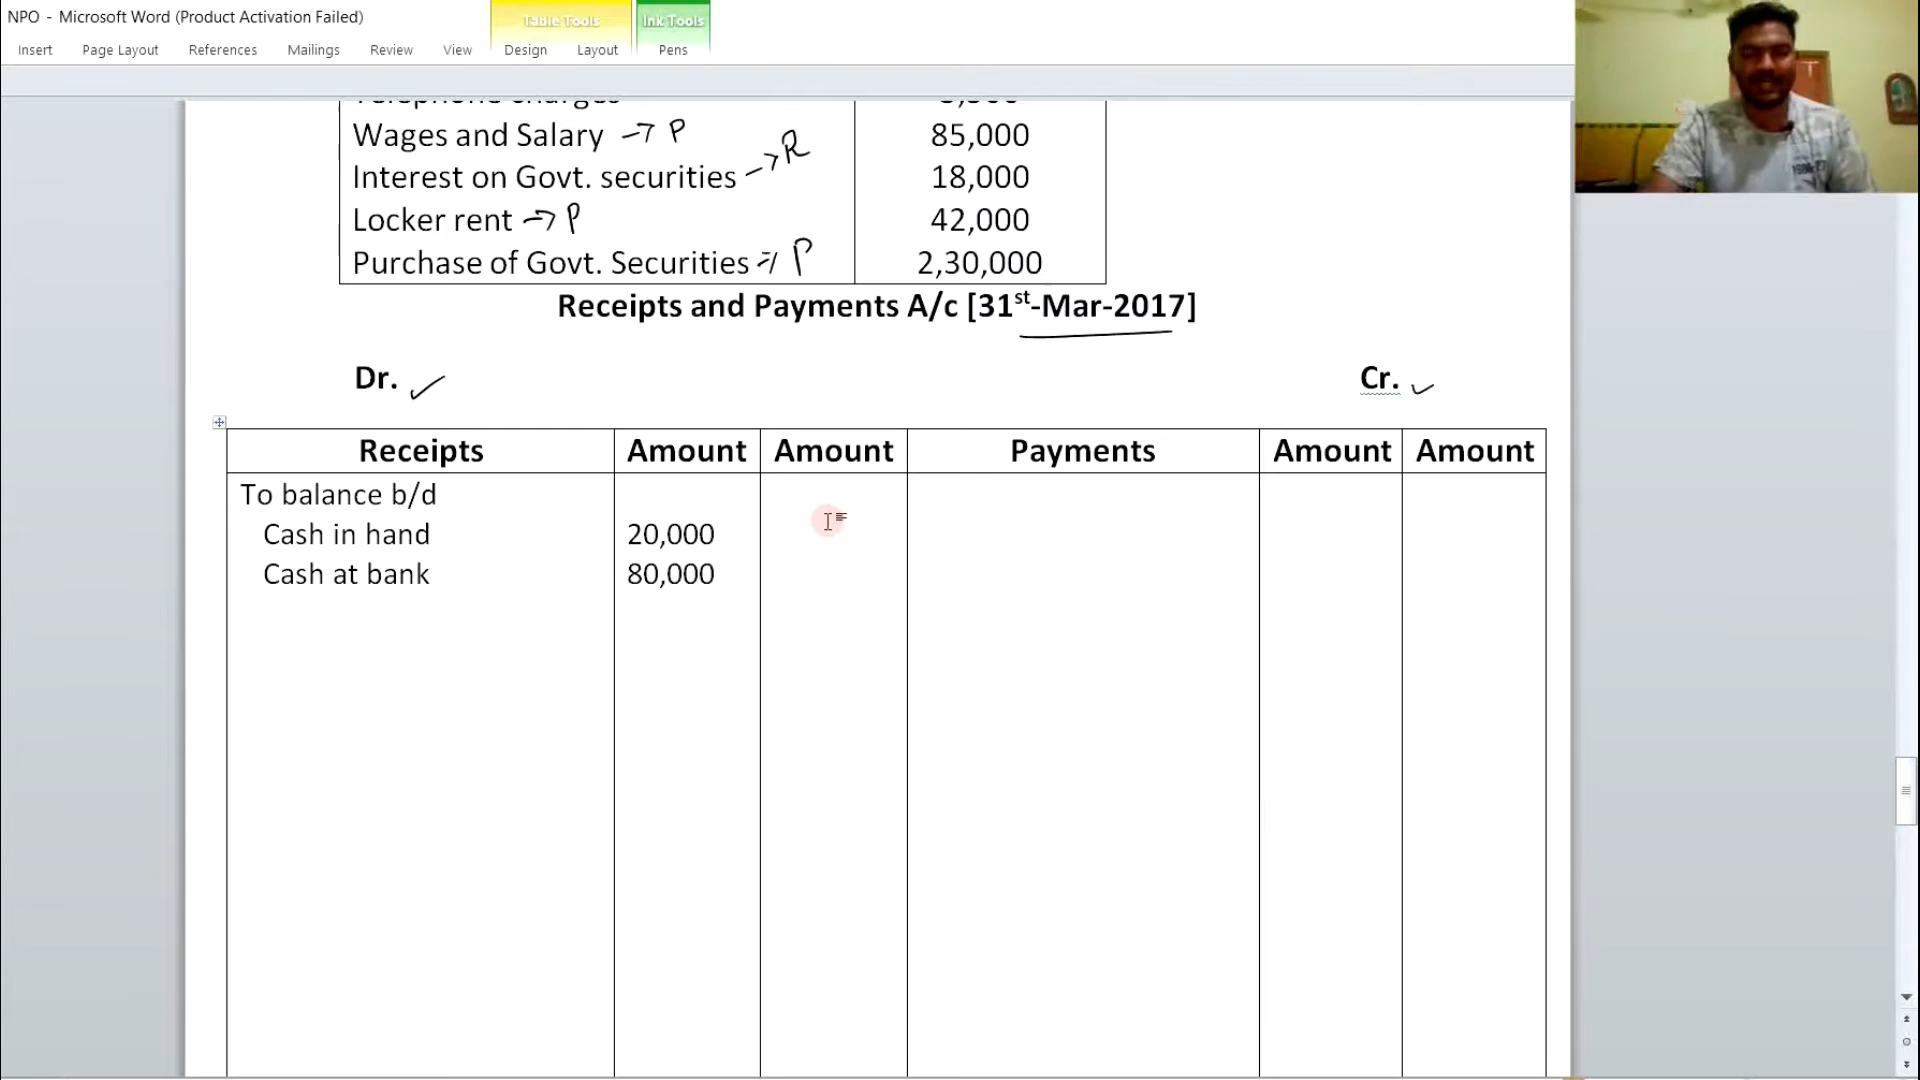 NPO - Microsoft Word (Product Activation Failed)
Table Tools
Ink Tools
Insert Page Layout References Mailings Review View Design Layout Pens
Telephone charges
Wages and Salary → P 85,000
Interest on Govt. securities → R 18,000
Locker rent → P 42,000
Purchase of Govt. Securities → P 2,30,000
Receipts and Payments A/c [31st-Mar-2017]
Dr. ✓ Cr. ✓
Receipts Amount Amount Payments Amount Amount
To balance b/d
Cash in hand 20,000
Cash at bank 80,000